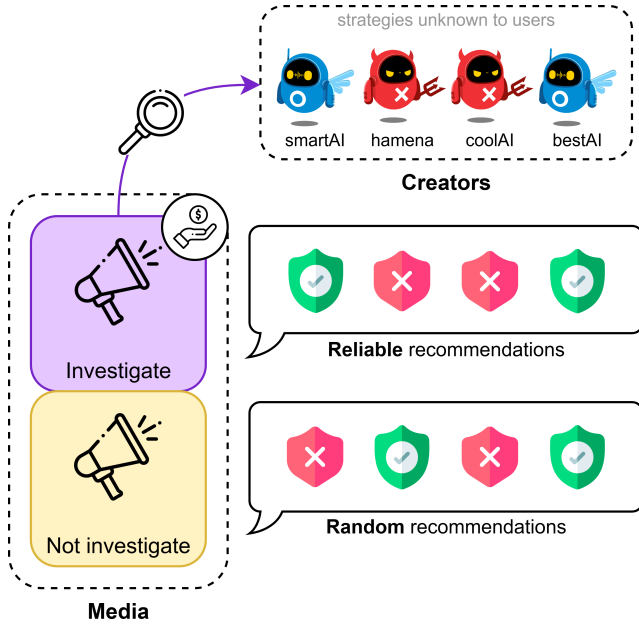 strategies unknown to users
smartAI
hamena
coolAI
bestAI
Creators
$
Investigate
Reliable recommendations
Not investigate
Random recommendations
Media